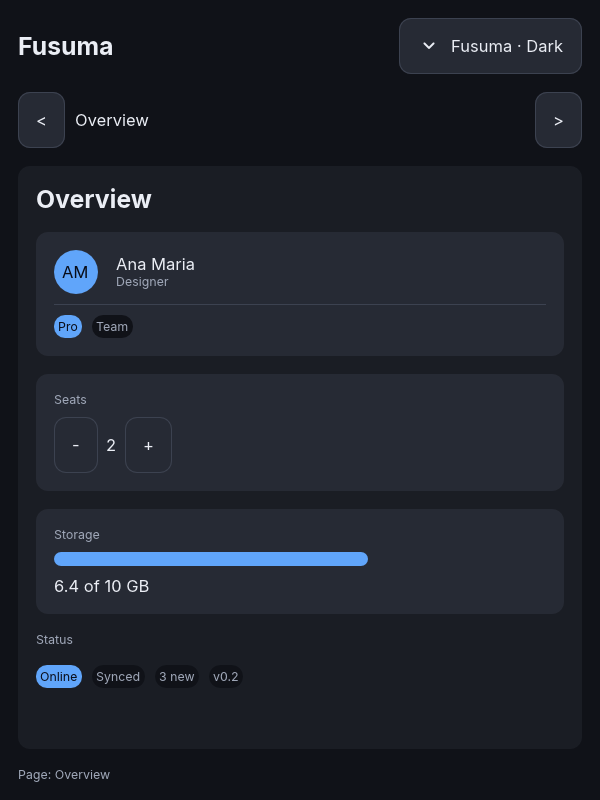 Fusuma
Fusuma · Dark
< Overview >
Overview
AM
Ana Maria
Designer
Pro Team
Seats
- 2 +
Storage
6.4 of 10 GB
Status
Online Synced 3 new v0.2
Page: Overview